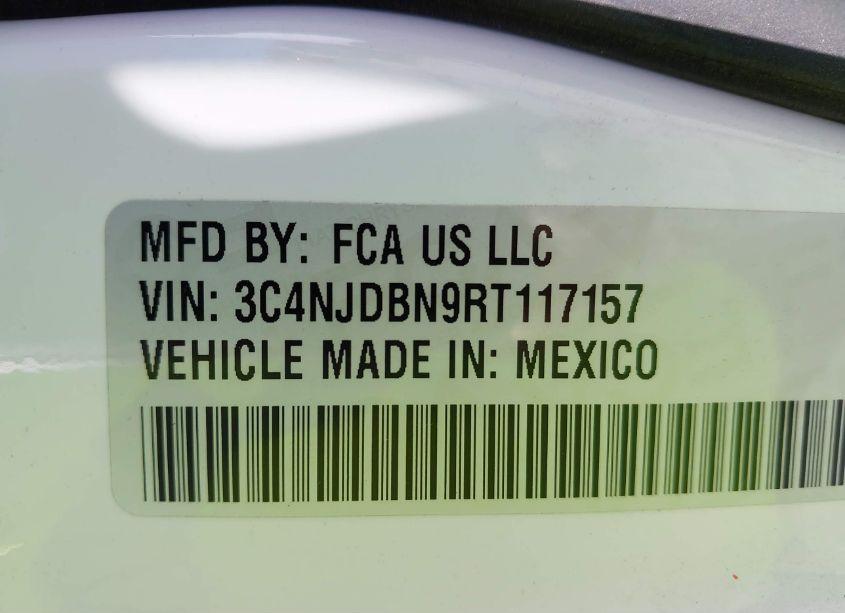 MFD BY: FCA US LLC
VIN: 3C4NJDBN9RT117157
VEHICLE MADE IN: MEXICO